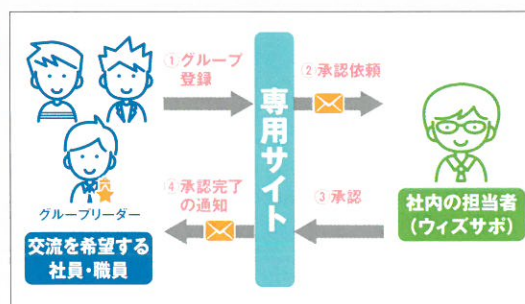 ①グループ
登録
②承認依頼
専用サイト
④承認完了
の通知
③承認
グループリーダー
交流を希望する
社員・職員
社内の担当者
(ウィズサポ)